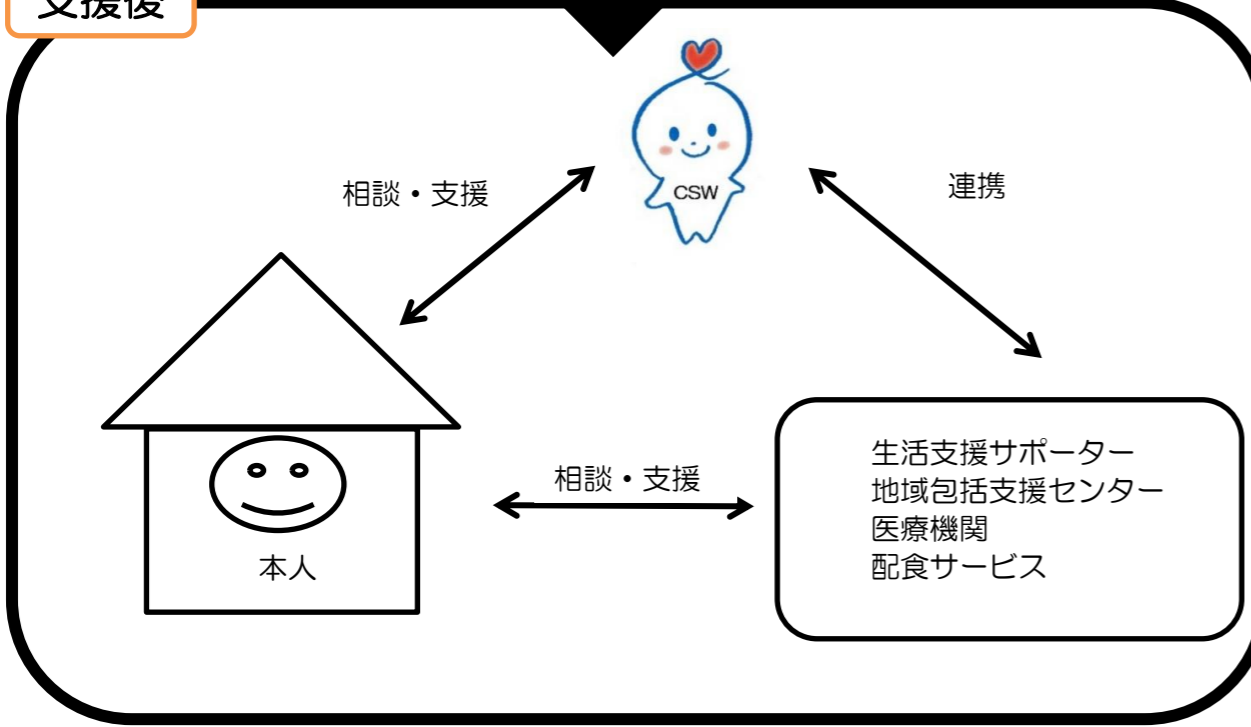 支援後
CSW
相談・支援
連携
相談・支援
本人
生活支援サポーター
地域包括支援センター
医療機関
配食サービス